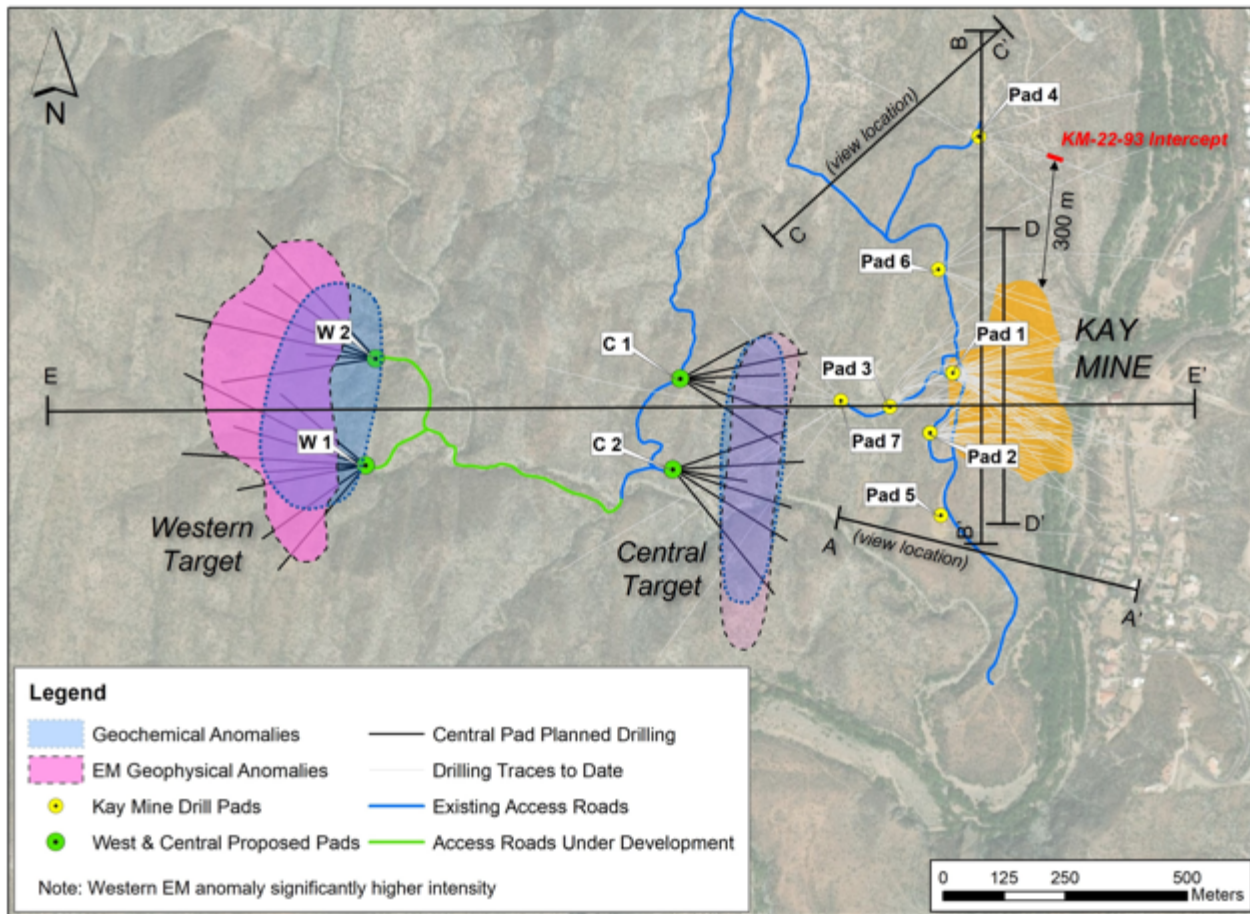 N
B
C'
Pad 4
(view location)
KM-22-93 Intercept
300 m
C
D
Pad 6
W 2
C 1
Pad 1
KAY
MINE
Pad 3
E
E'
W 1
C 2
Pad 7
Pad 2
Pad 5
Western
Target
Central
Target
A
(view location)
B'
D'
A'
Legend
Geochemical Anomalies
EM Geophysical Anomalies
Kay Mine Drill Pads
West & Central Proposed Pads
Central Pad Planned Drilling
Drilling Traces to Date
Existing Access Roads
Access Roads Under Development
Note: Western EM anomaly significantly higher intensity
0 125 250 500
Meters